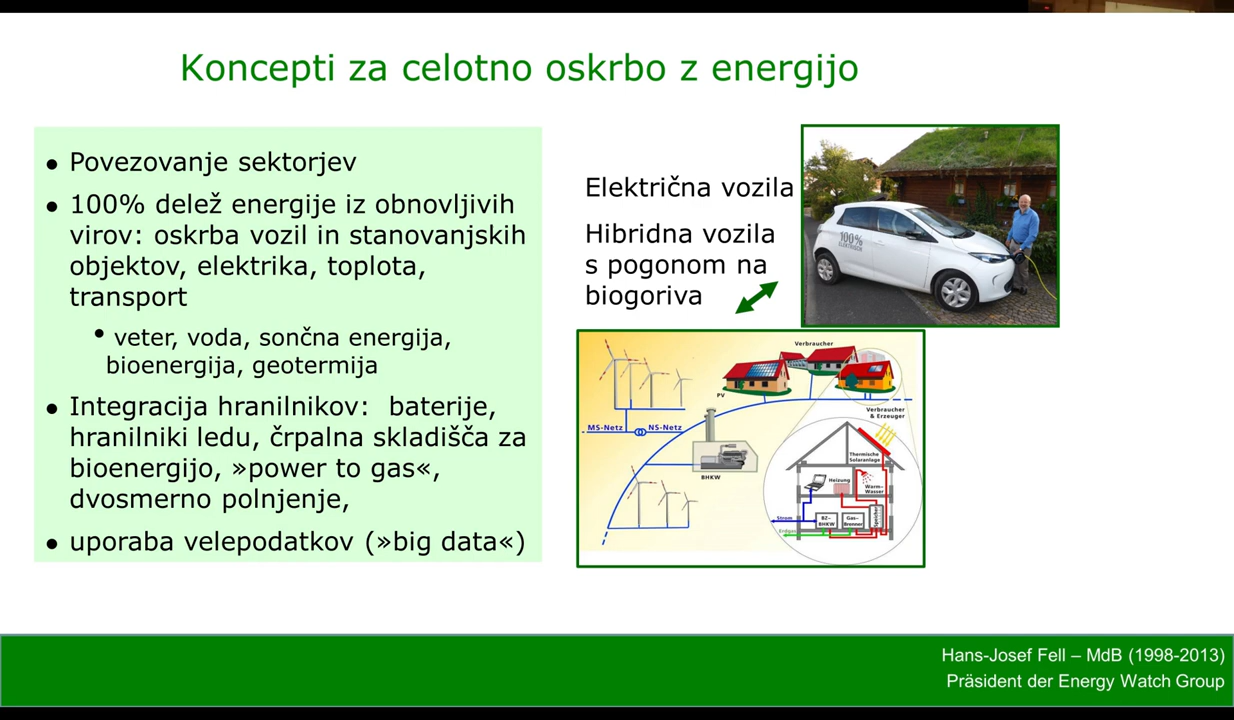 Koncepti za celotno oskrbo z energijo
• Povezovanje sektorjev
• 100% delež energije iz obnovljivih
virov: oskrba vozil in stanovanjskih
objektov, elektrika, toplota,
transport
• veter, voda, sončna energija,
bioenergija, geotermija
• Integracija hranilnikov: baterije,
hranilniki ledu, črpalna skladišča za
bioenergijo, »power to gas«,
dvosmerno polnjenje,
• uporaba velepodatkov (»big data«)
Električna vozila
Hibridna vozila
s pogonom na
biogoriva
100%
ELEKTRISCH
Verbraucher
PV
MS-Netz
NS-Netz
BHKW
Verbraucher
& Erzeuger
Thermische
Solaranlage
Heizung
Warm-
Wasser
Strom
Erdgas
BZ-
BHKW
Gas-
Brenner
Speicher
Hans-Josef Fell – MdB (1998-2013)
Präsident der Energy Watch Group